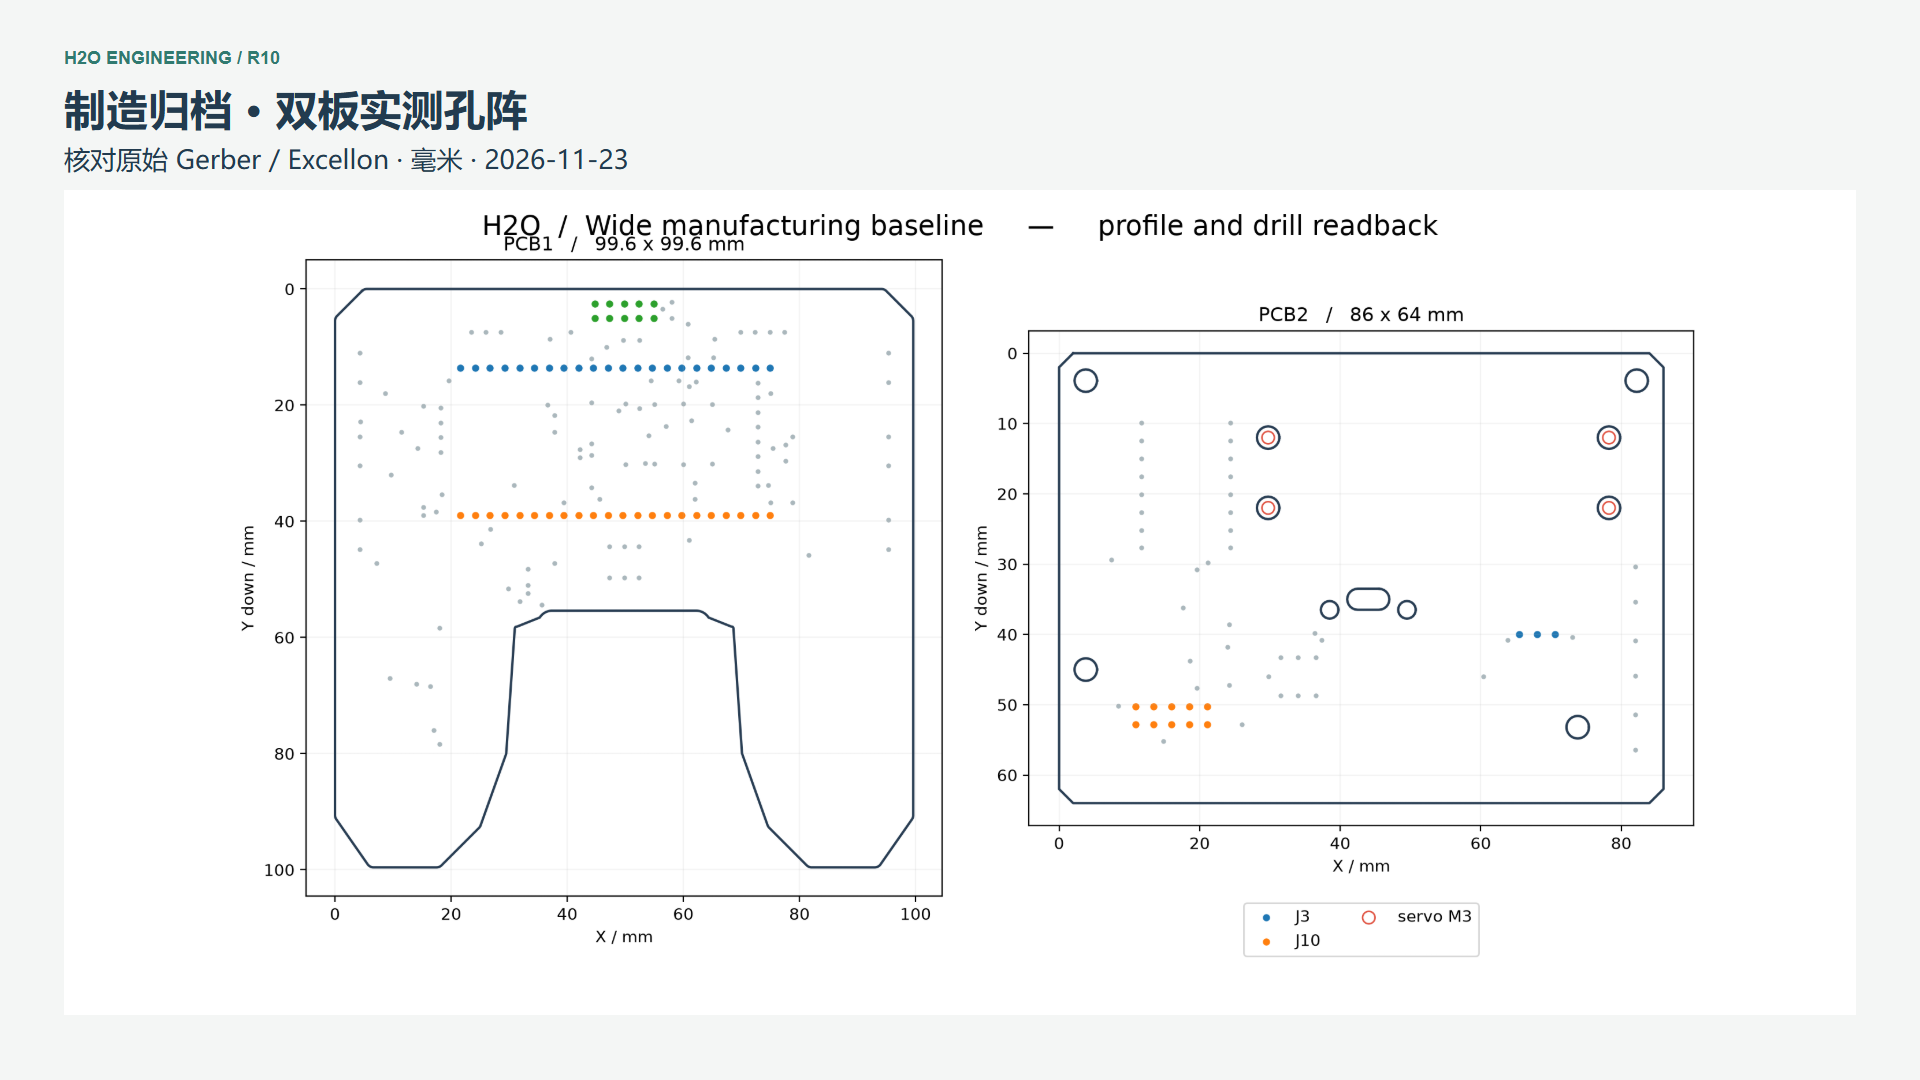 H2O ENGINEERING / R10
制造归档 • 双板实测孔阵
核对原始 Gerber / Excellon · 毫米 · 2026-11-23
H2O / Wide manufacturing baseline — profile and drill readback
PCB1 / 99.6 x 99.6 mm
0
20
40
60
80
100
Y down / mm
0
20
40
60
80
100
X / mm
PCB2 / 86 x 64 mm
0
10
20
30
40
50
60
Y down / mm
0
20
40
60
80
X / mm
J3
servo M3
J10